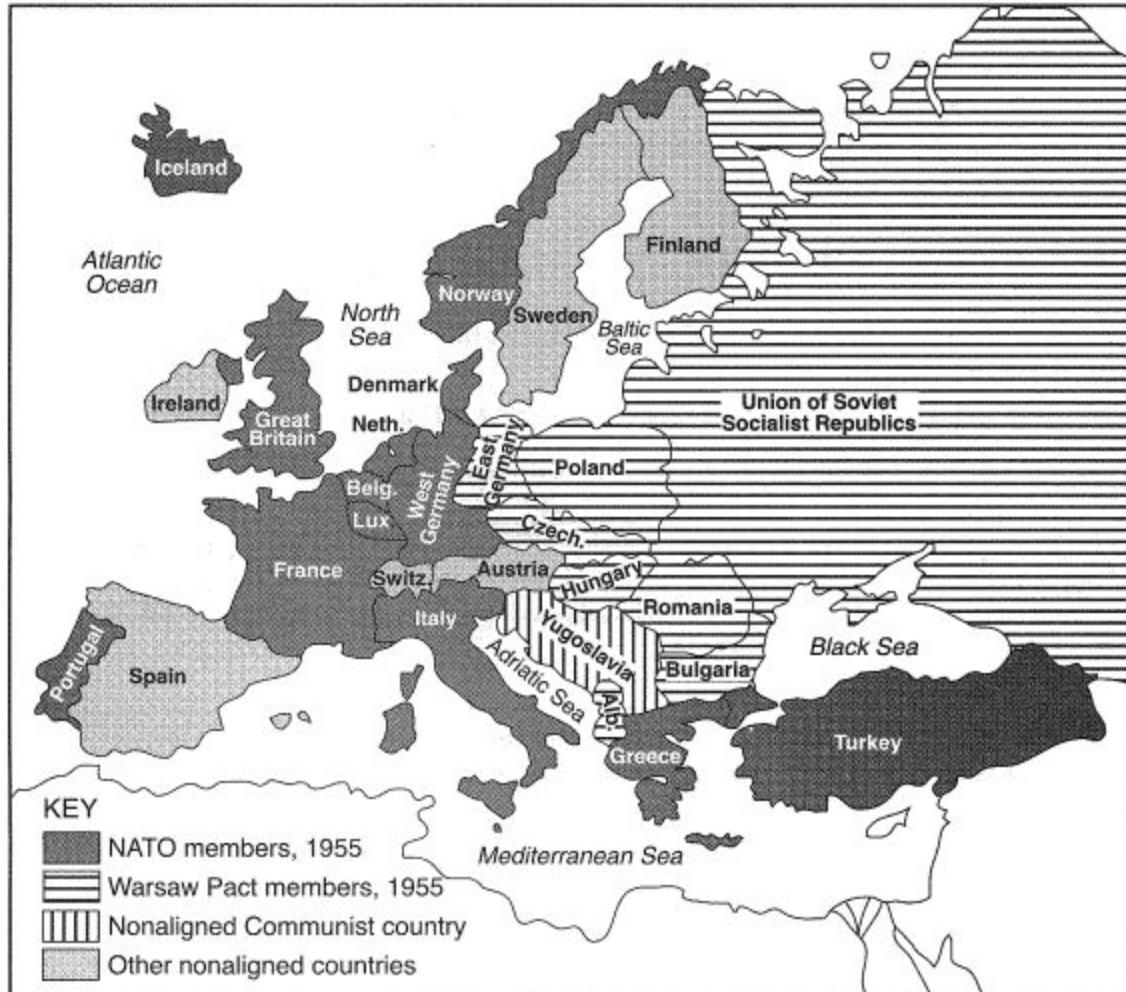 Iceland
Atlantic
Ocean
Norway
Finland
Sweden
North
Sea
Baltic
Sea
Denmark
Ireland
Great
Britain
Neth.
Union of Soviet
Socialist Republics
East
Germany
Poland
West
Germany
Belg.
Lux
Czech.
France
Switz.
Austria
Hungary
Italy
Romania
Yugoslavia
Black Sea
Portugal
Spain
Adriatic Sea
Bulgaria
Alb.
Greece
Turkey
Mediterranean Sea
KEY
NATO members, 1955
Warsaw Pact members, 1955
Nonaligned Communist country
Other nonaligned countries